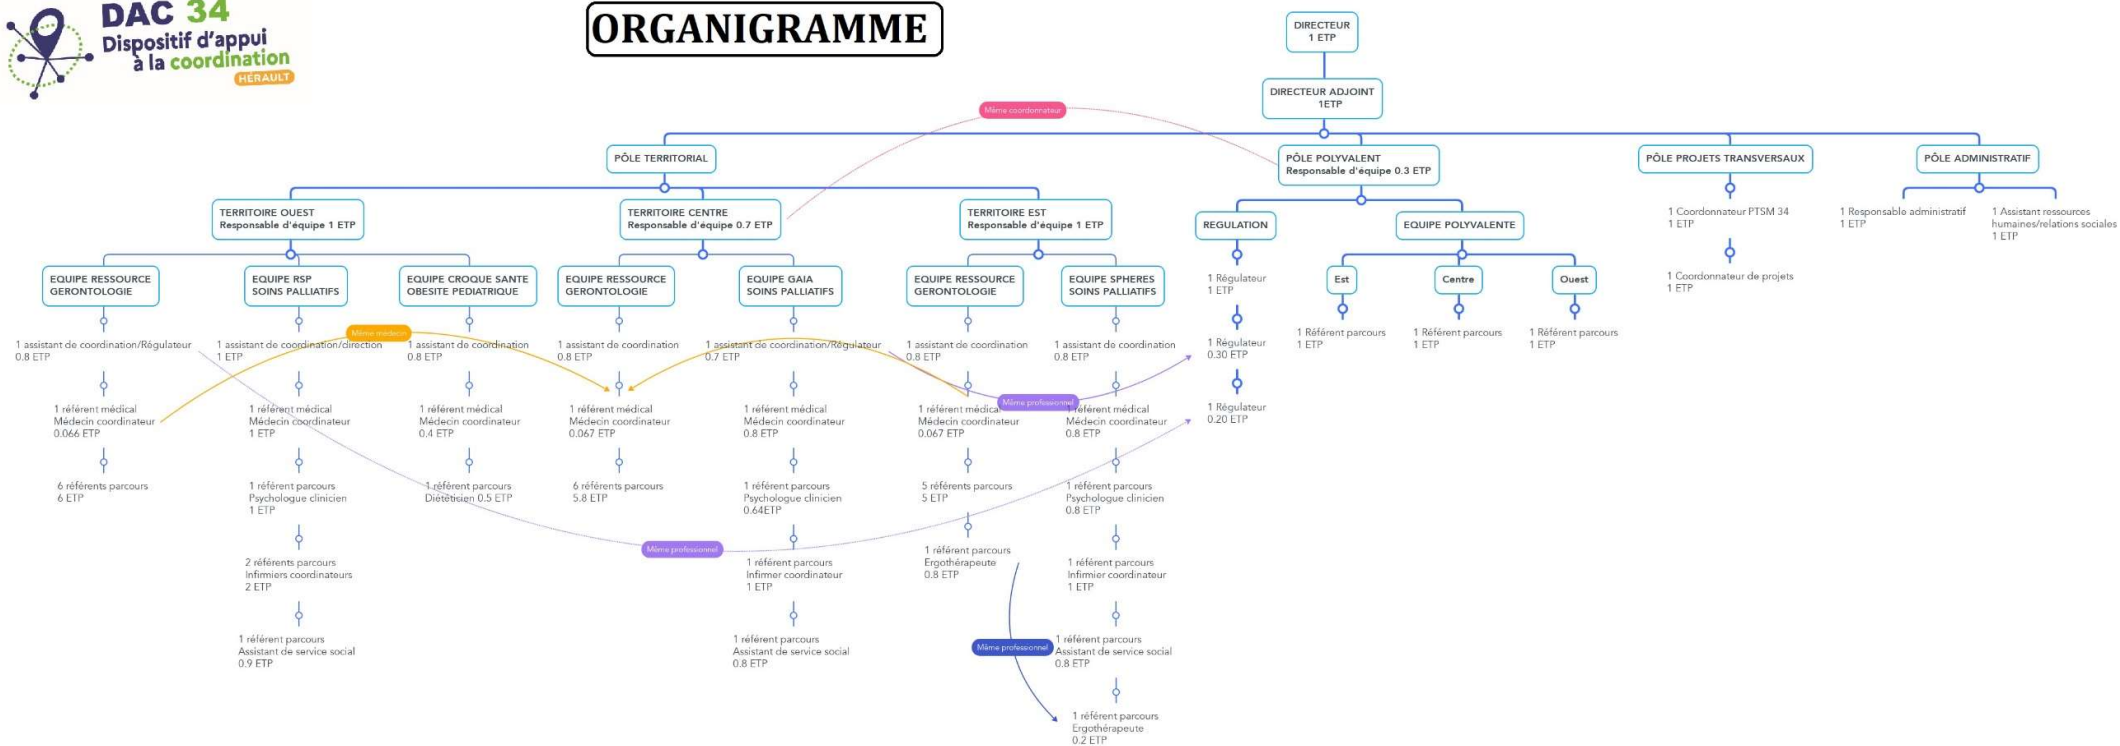 DAC 34
Dispositif d'appui
à la coordination
HÉRAULT
ORGANIGRAMME
DIRECTEUR
1 ETP
DIRECTEUR ADJOINT
1ETP
Même coordonnateur
PÔLE TERRITORIAL
PÔLE POLYVALENT
Responsable d'équipe 0.3 ETP
PÔLE PROJETS TRANSVERSAUX
PÔLE ADMINISTRATIF
TERRITOIRE OUEST
Responsable d'équipe 1 ETP
TERRITOIRE CENTRE
Responsable d'équipe 0.7 ETP
TERRITOIRE EST
Responsable d'équipe 1 ETP
REGULATION
EQUIPE POLYVALENTE
1 Coordonnateur PTSM 34
1 ETP
1 Coordonnateur de projets
1 ETP
1 Responsable administratif
1 ETP
1 Assistant ressources
humaines/relations sociales
1 ETP
EQUIPE RESSOURCE
GERONTOLOGIE
1 assistant de coordination/Régulateur
0.8 ETP
1 référent médical
Médecin coordinateur
0.066 ETP
6 référents parcours
6 ETP
EQUIPE RSP
SOINS PALLIATIFS
1 assistant de coordination/direction
1 ETP
1 référent médical
Médecin coordinateur
1 ETP
1 référent parcours
Psychologue clinicien
1 ETP
2 référents parcours
Infirmiers coordinateurs
2 ETP
1 référent parcours
Assistant de service social
0.9 ETP
EQUIPE CROQUE SANTE
OBESITE PEDIATRIQUE
Même médecin
1 assistant de coordination
0.8 ETP
1 référent médical
Médecin coordinateur
0.4 ETP
1 référent parcours
Diététicien 0.5 ETP
EQUIPE RESSOURCE
GERONTOLOGIE
1 assistant de coordination
0.8 ETP
1 référent médical
Médecin coordinateur
0.067 ETP
6 référents parcours
5.8 ETP
Même professionnel
EQUIPE GAIA
SOINS PALLIATIFS
1 assistant de coordination/Régulateur
0.7 ETP
1 référent médical
Médecin coordinateur
0.8 ETP
1 référent parcours
Psychologue clinicien
0.64ETP
1 référent parcours
Infirmer coordinateur
1 ETP
1 référent parcours
Assistant de service social
0.8 ETP
EQUIPE RESSOURCE
GERONTOLOGIE
1 assistant de coordination
0.8 ETP
1 référent médical
Médecin coordinateur
0.067 ETP
5 référents parcours
5 ETP
1 référent parcours
Ergothérapeute
0.8 ETP
Même professionnel
Même professionnel
EQUIPE SPHERES
SOINS PALLIATIFS
1 assistant de coordination
0.8 ETP
1 référent médical
Médecin coordinateur
0.8 ETP
1 référent parcours
Psychologue clinicien
0.8 ETP
1 référent parcours
Infirmier coordinateur
1 ETP
1 référent parcours
Assistant de service social
0.8 ETP
1 référent parcours
Ergothérapeute
0.2 ETP
1 Régulateur
1 ETP
1 Régulateur
0.30 ETP
1 Régulateur
0.20 ETP
Est
1 Référent parcours
1 ETP
Centre
1 Référent parcours
1 ETP
Ouest
1 Référent parcours
1 ETP